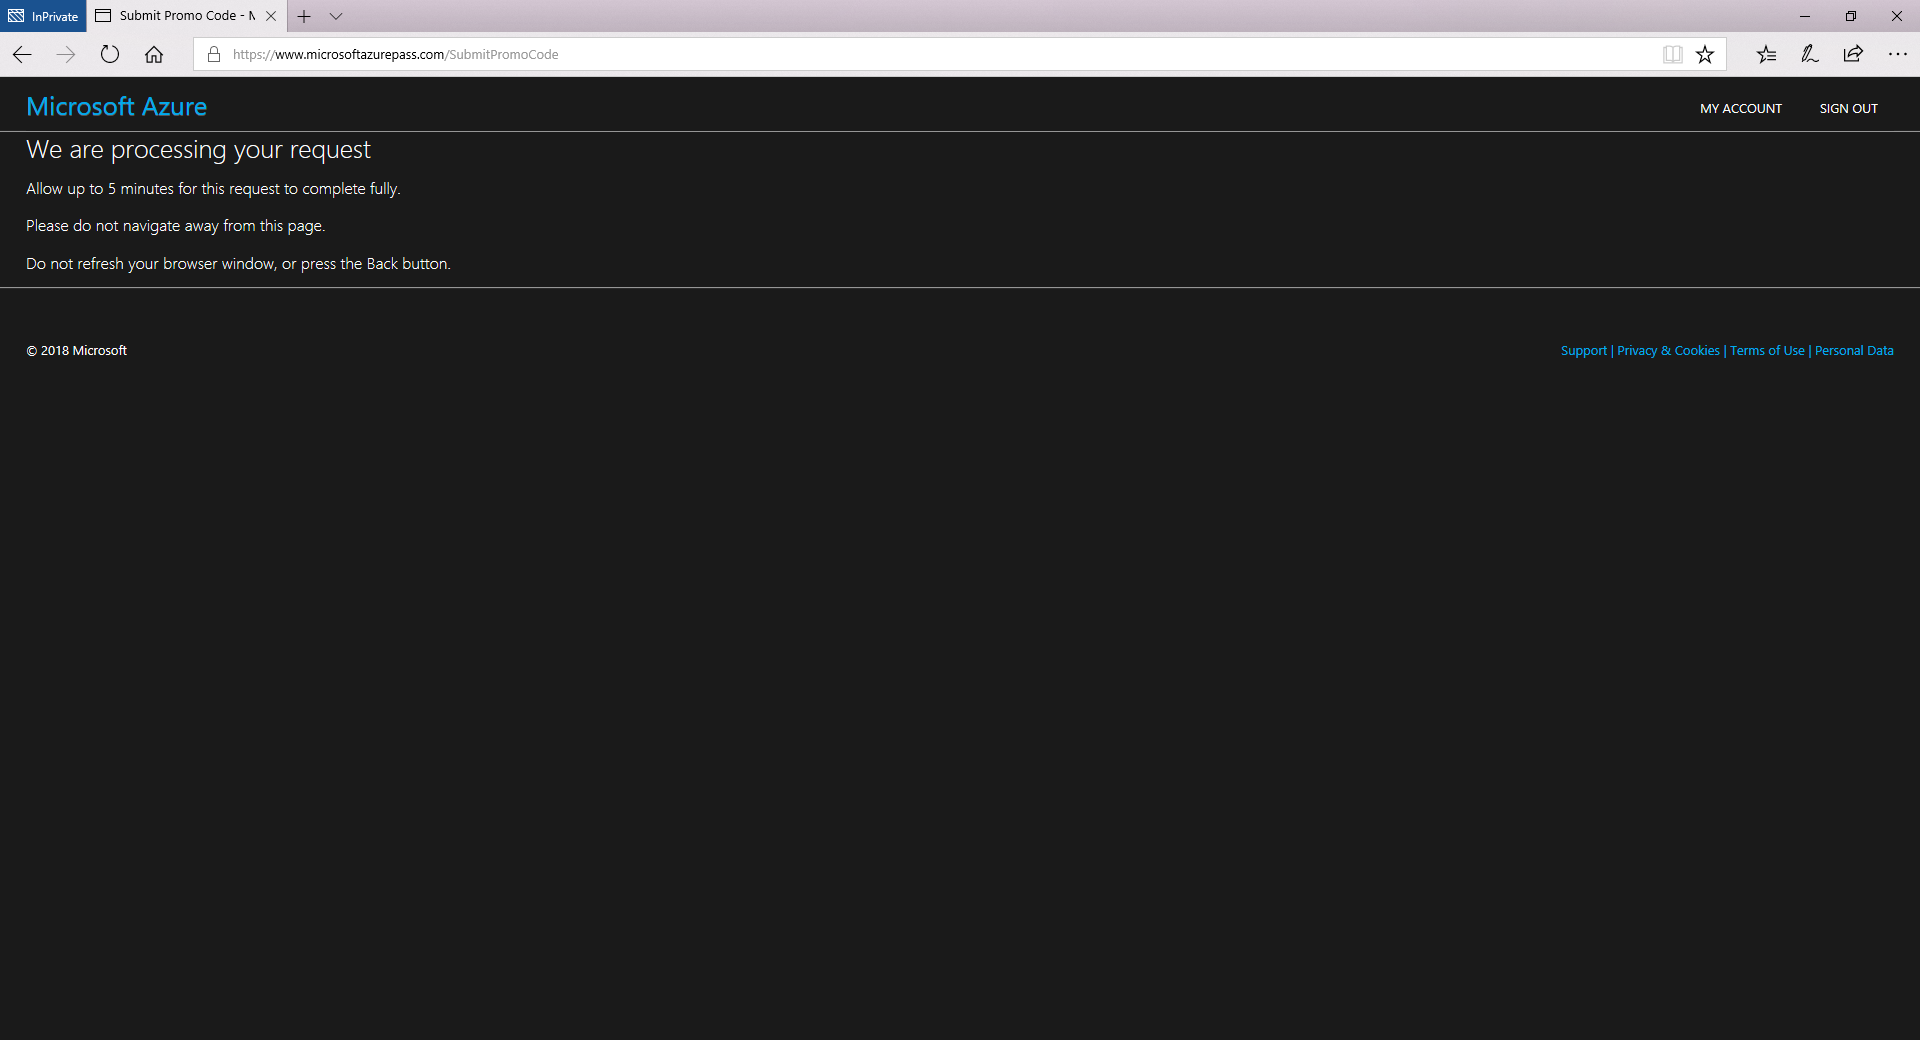 InPrivate
Submit Promo Code - M
https://www.microsoftazurepass.com/SubmitPromoCode
Microsoft Azure
MY ACCOUNT
SIGN OUT
We are processing your request
Allow up to 5 minutes for this request to complete fully.
Please do not navigate away from this page.
Do not refresh your browser window, or press the Back button.
© 2018 Microsoft
Support | Privacy & Cookies | Terms of Use | Personal Data